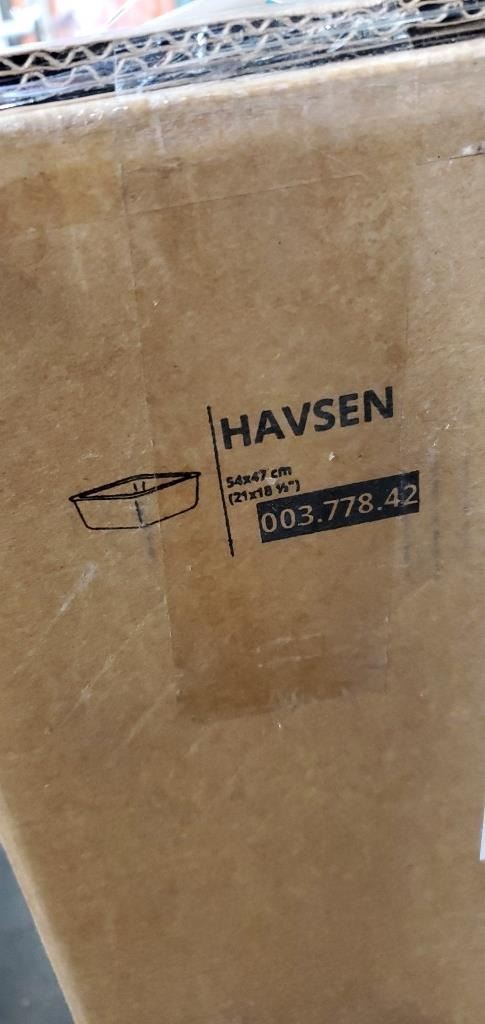 HAVSEN
54x47 cm
(21x18 ½")
003.778.42